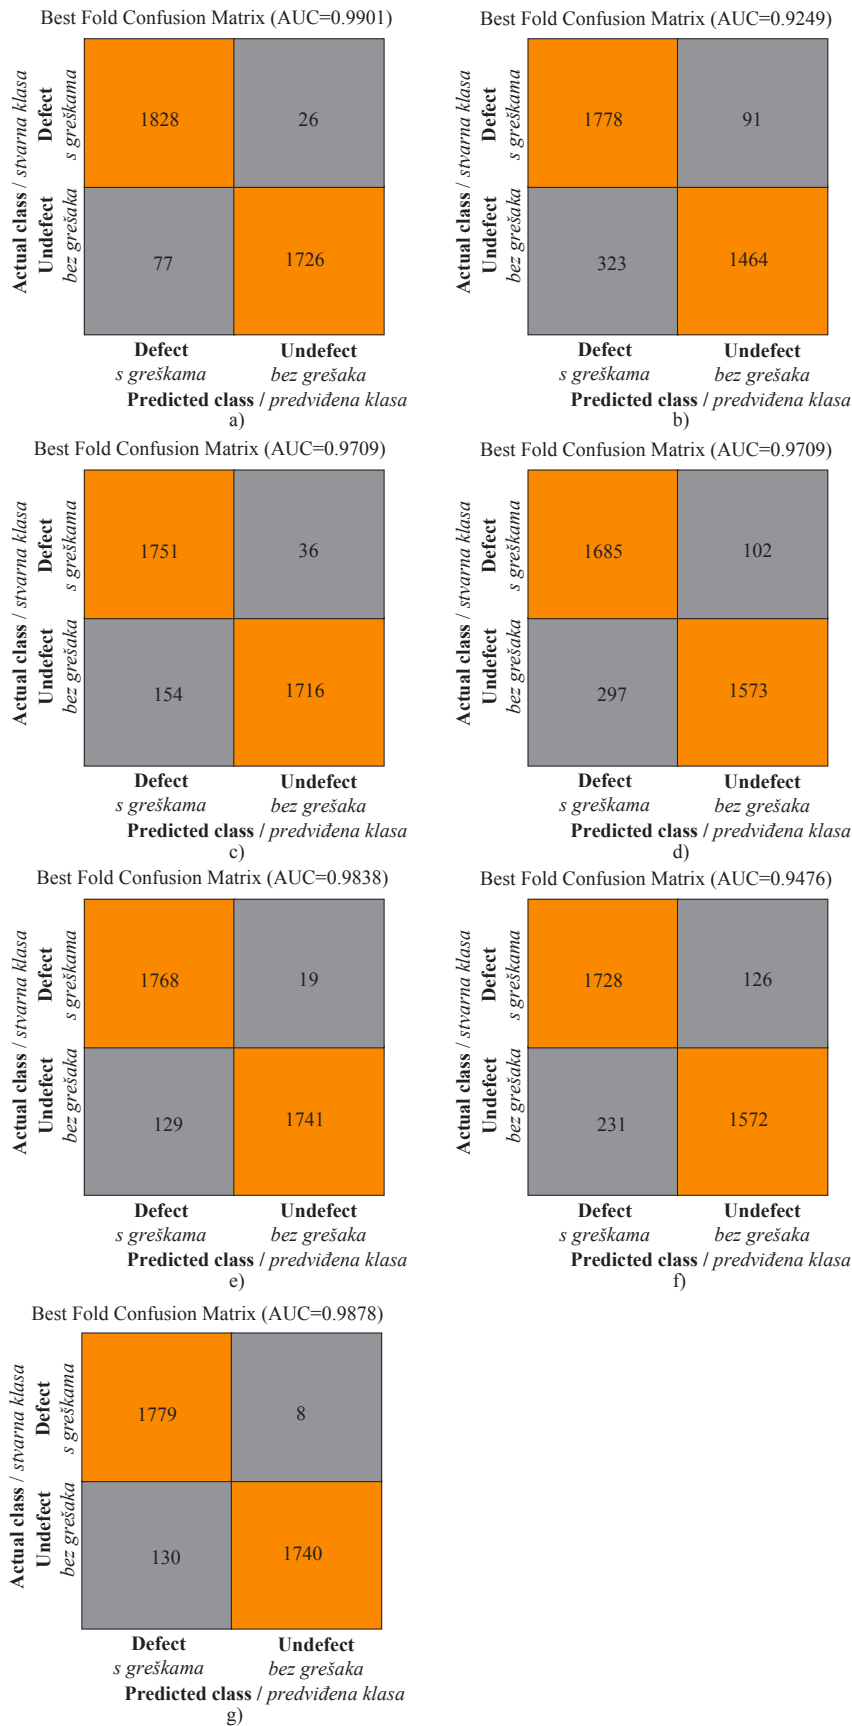 Best Fold Confusion Matrix (AUC=0.9901)
Actual class / stvarna klasa
Defect
s greškama
Undefect
bez grešaka
1828
26
77
1726
Defect
Undefect
s greškama
bez grešaka
Predicted class / predviđena klasa
a)
Best Fold Confusion Matrix (AUC=0.9249)
Actual class / stvarna klasa
Defect
s greškama
Undefect
bez grešaka
1778
91
323
1464
Defect
Undefect
s greškama
bez grešaka
Predicted class / predviđena klasa
b)
Best Fold Confusion Matrix (AUC=0.9709)
Actual class / stvarna klasa
Defect
s greškama
Undefect
bez grešaka
1751
36
154
1716
Defect
Undefect
s greškama
bez grešaka
Predicted class / predviđena klasa
c)
Best Fold Confusion Matrix (AUC=0.9709)
Actual class / stvarna klasa
Defect
s greškama
Undefect
bez grešaka
1685
102
297
1573
Defect
Undefect
s greškama
bez grešaka
Predicted class / predviđena klasa
d)
Best Fold Confusion Matrix (AUC=0.9838)
Actual class / stvarna klasa
Defect
s greškama
Undefect
bez grešaka
1768
19
129
1741
Defect
Undefect
s greškama
bez grešaka
Predicted class / predviđena klasa
e)
Best Fold Confusion Matrix (AUC=0.9476)
Actual class / stvarna klasa
Defect
s greškama
Undefect
bez grešaka
1728
126
231
1572
Defect
Undefect
s greškama
bez grešaka
Predicted class / predviđena klasa
f)
Best Fold Confusion Matrix (AUC=0.9878)
Actual class / stvarna klasa
Defect
s greškama
Undefect
bez grešaka
1779
8
130
1740
Defect
Undefect
s greškama
bez grešaka
Predicted class / predviđena klasa
g)